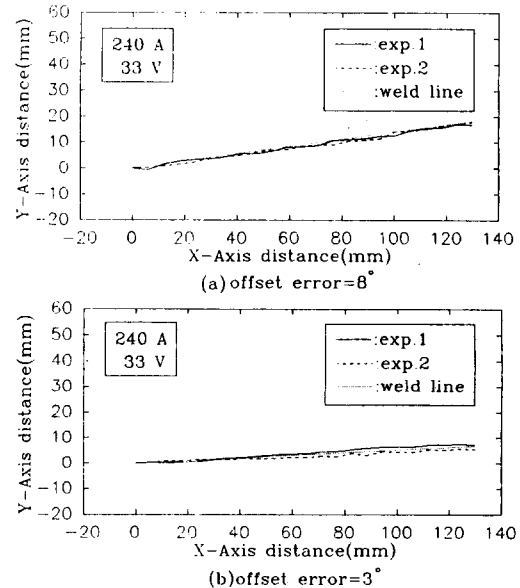 240 A
33 V
—:exp.1
----:exp.2
:weld line
Y-Axis distance(mm)
60
50
40
30
20
10
0
-10
-20
-20 0 20 40 60 80 100 120 140
X-Axis distance(mm)
(a)offset error=8°
240 A
33 V
—:exp.1
----:exp.2
:weld line
Y-Axis distance(mm)
60
50
40
30
20
10
0
-10
-20
-20 0 20 40 60 80 100 120 140
X-Axis distance(mm)
(b)offset error=3°